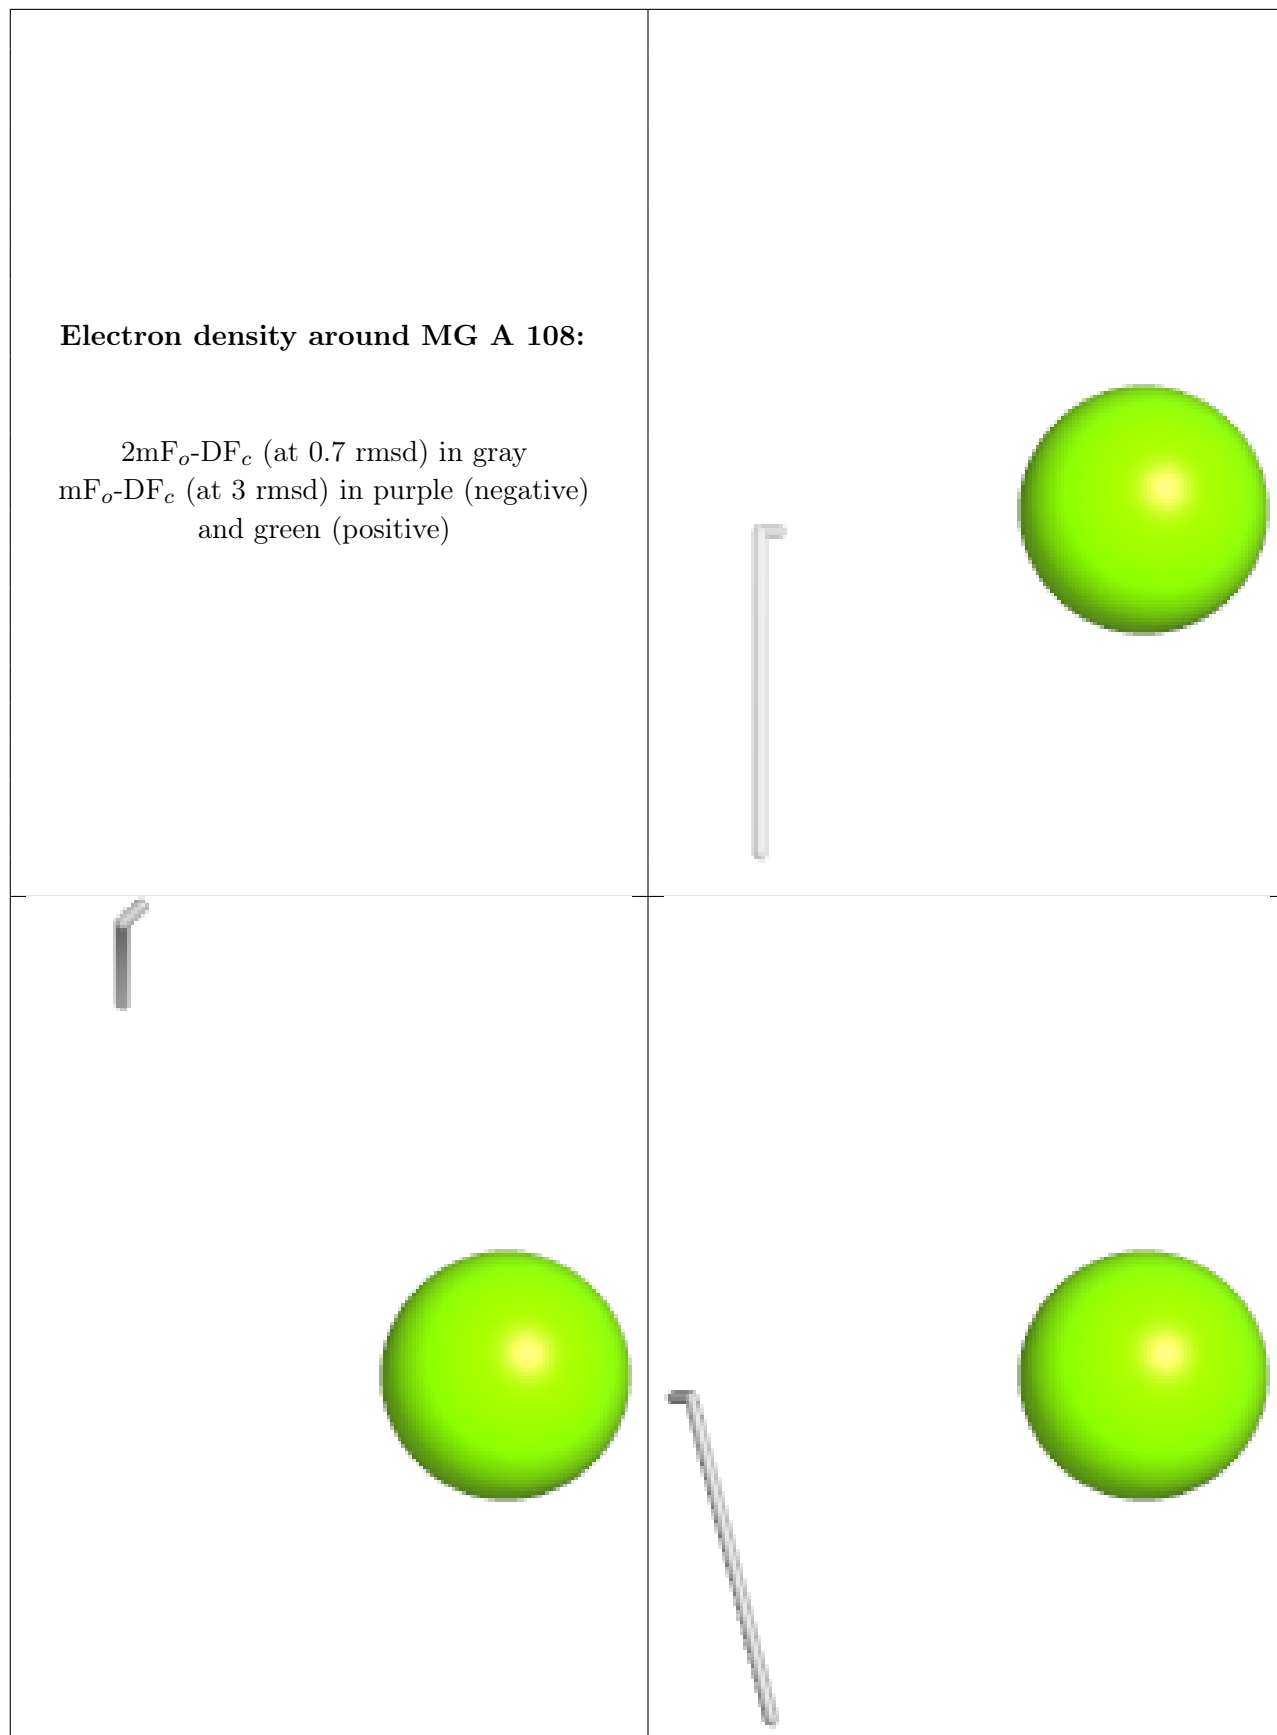 Electron density around MG A 108:
2mFo-DFc (at 0.7 rmsd) in gray
mFo-DFc (at 3 rmsd) in purple (negative)
and green (positive)